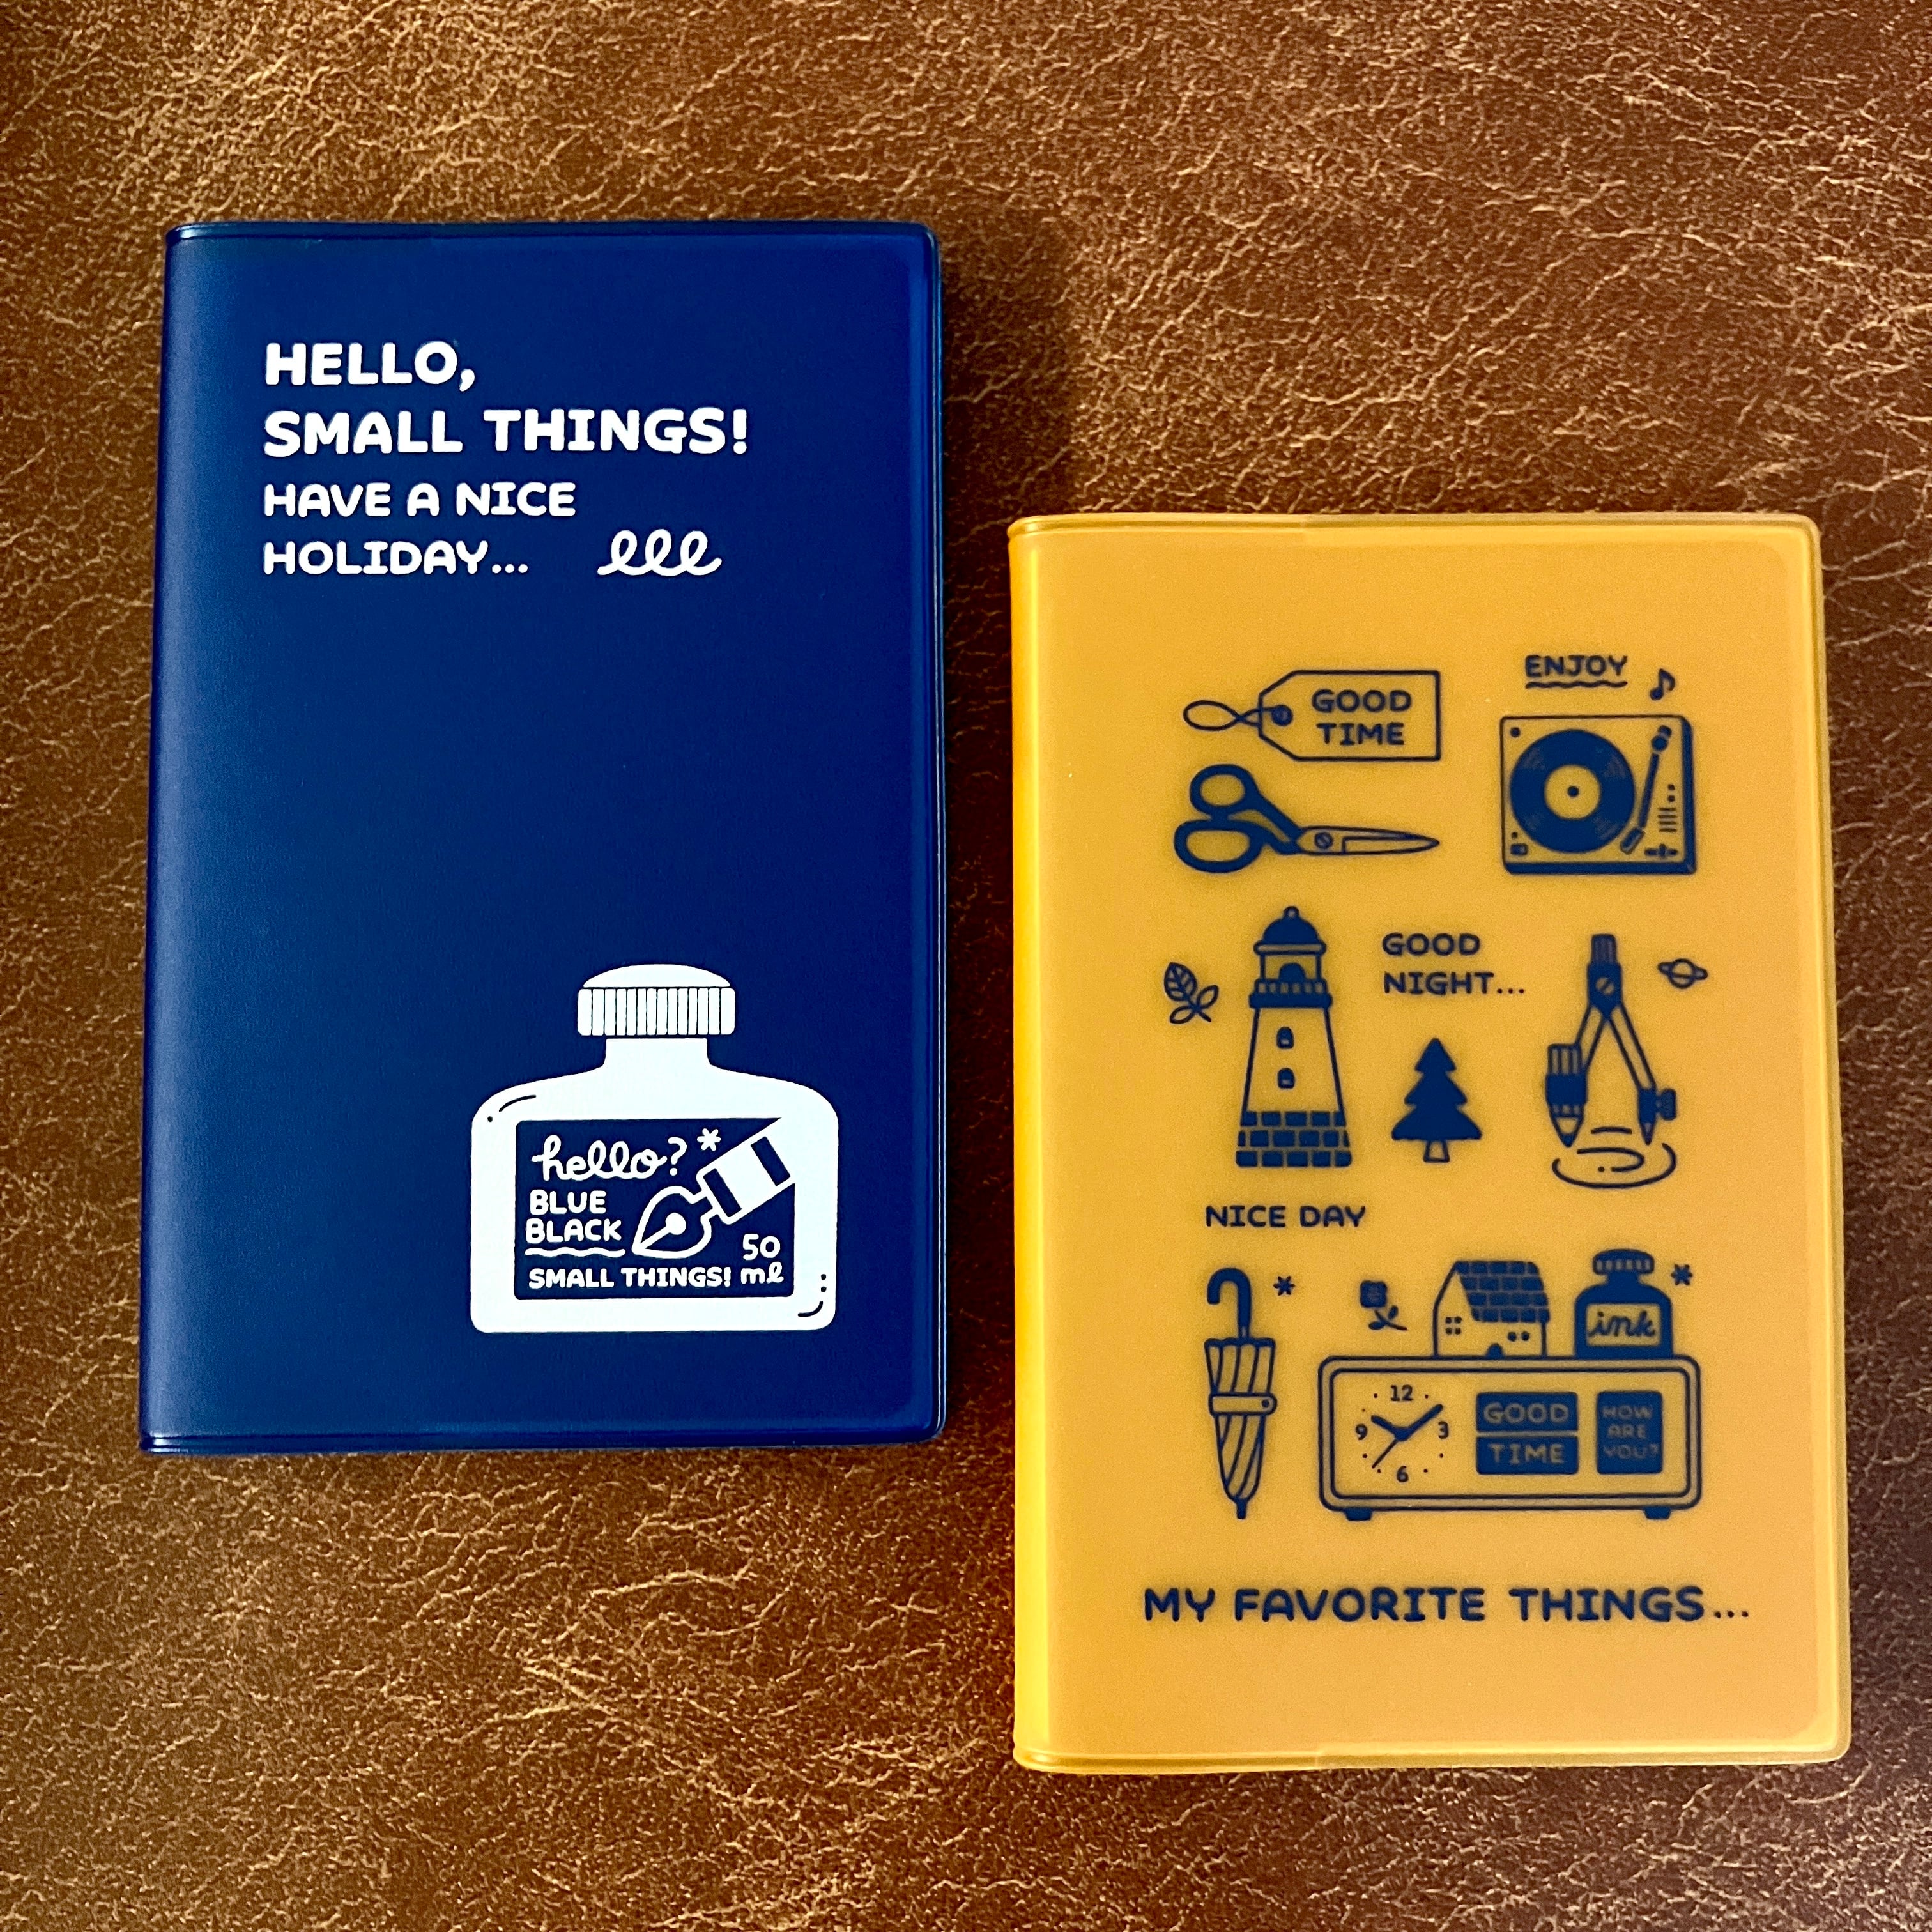 HELLO,
SMALL THINGS!
HAVE A NICE
HOLIDAY...
hello?
BLUE
BLACK
50
SMALL THINGS! ml
GOOD
TIME
ENJOY
GOOD
NIGHT...
NICE DAY
ink
12
9
3
6
GOOD
TIME
HOW
ARE
YOU?
MY FAVORITE THINGS...